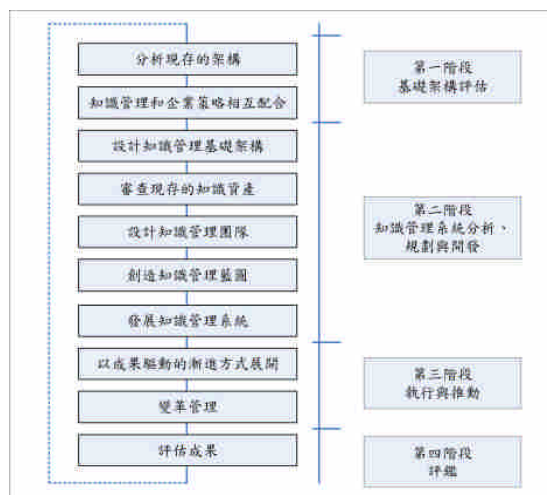 分析現存的架構
知識管理和企業策略相互配合
設計知識管理基礎架構
審查現存的知識資產
設計知識管理團隊
創造知識管理藍圖
發展知識管理系統
以成果驅動的漸進方式展開
變革管理
評估成果
第一階段
基礎架構評估
第二階段
知識管理系統分析、
規劃與開發
第三階段
執行與推動
第四階段
評鑑